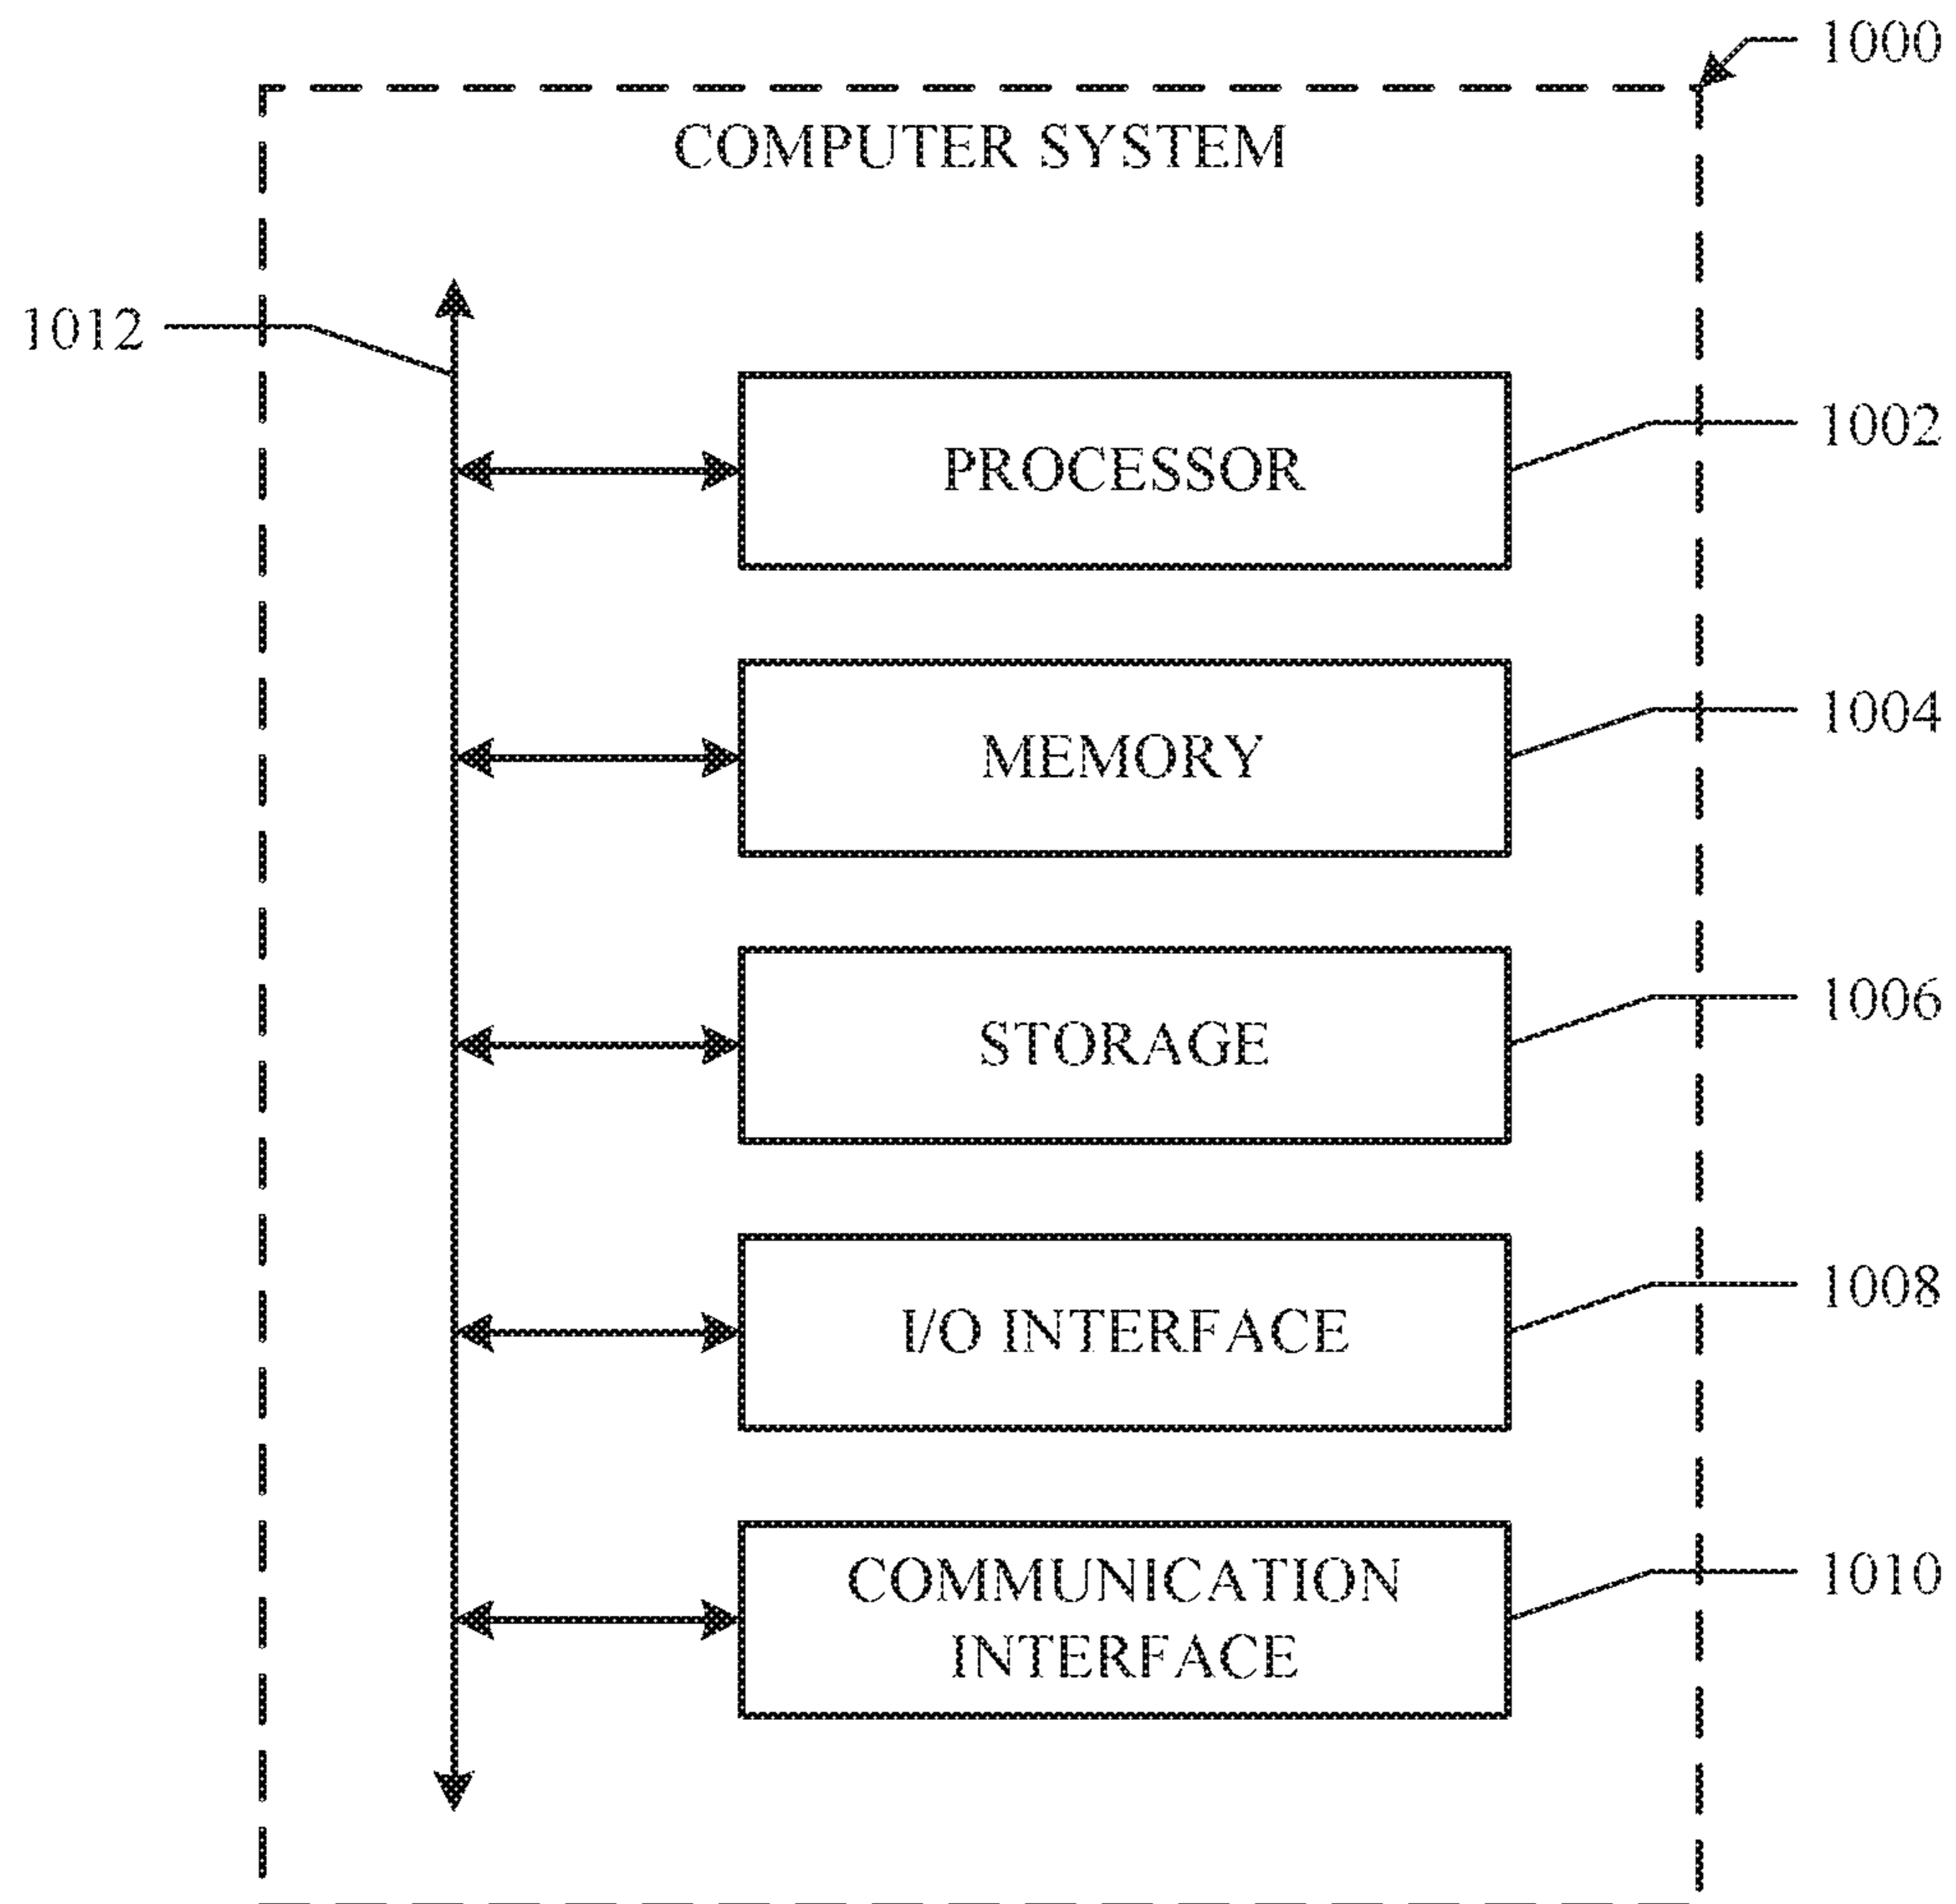 1000
COMPUTER SYSTEM
1012
PROCESSOR
1002
MEMORY
1004
STORAGE
1006
I/O INTERFACE
1008
COMMUNICATION
INTERFACE
1010